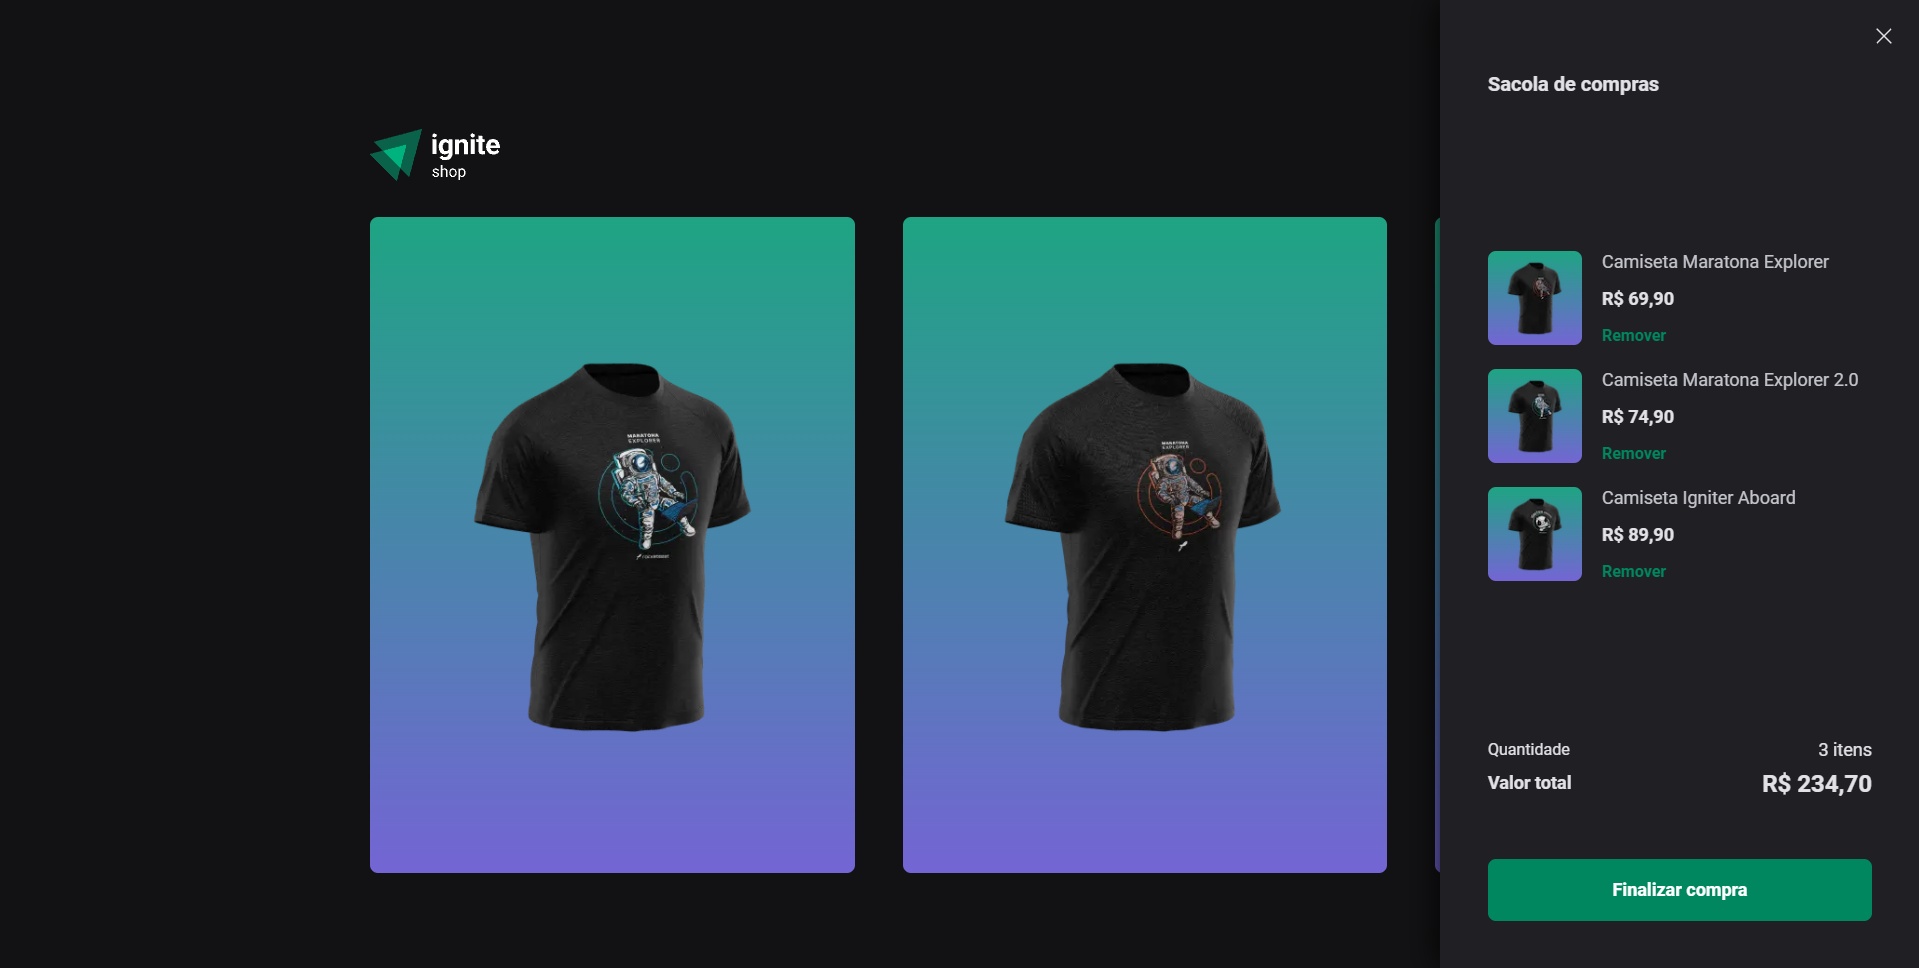 ignite
shop
MARATONA
EXPLORER
MARATONA
EXPLORER
Sacola de compras
Camiseta Maratona Explorer
R$ 69,90
Remover
Camiseta Maratona Explorer 2.0
R$ 74,90
Remover
Camiseta Igniter Aboard
R$ 89,90
Remover
Quantidade
3 itens
Valor total
R$ 234,70
Finalizar compra